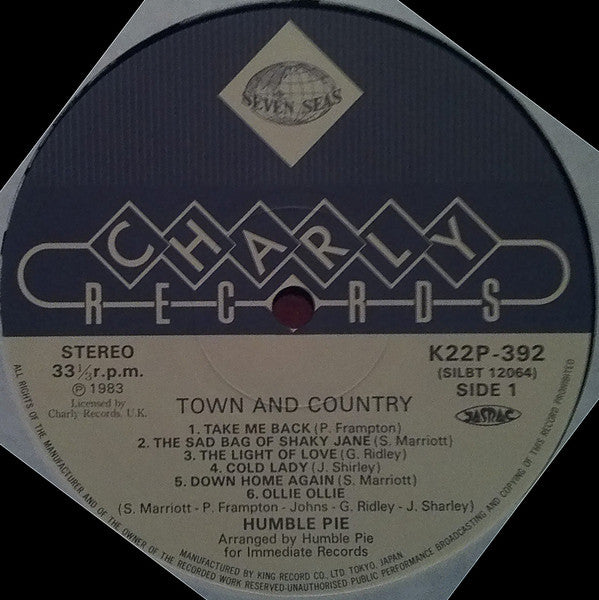 SEVEN SEAS
CHARLY
RECORDS
STEREO
33⅓r.p.m.
Ⓟ 1983
Licensed by
Charly Records, U.K.
K22P-392
(SILBT 12064)
SIDE 1
JASRAC
TOWN AND COUNTRY
1. TAKE ME BACK (P. Frampton)
2. THE SAD BAG OF SHAKY JANE (S. Marriott)
3. THE LIGHT OF LOVE (G. Ridley)
4. COLD LADY (J. Shirley)
5. DOWN HOME AGAIN (S. Marriott)
6. OLLIE OLLIE
(S. Marriott - P. Frampton - Johns - G. Ridley - J. Sharley)
HUMBLE PIE
Arranged by Humble Pie
for Immediate Records
MANUFACTURED BY KING RECORD CO. LTD TOKYO, JAPAN
ALL RIGHTS OF THE MANUFACTURER AND OF THE OWNER OF THE RECORDED WORK RESERVED-UNAUTHORISED PUBLIC PERFORMANCE BROADCASTING AND COPYING OF THIS RECORD PROHIBITED